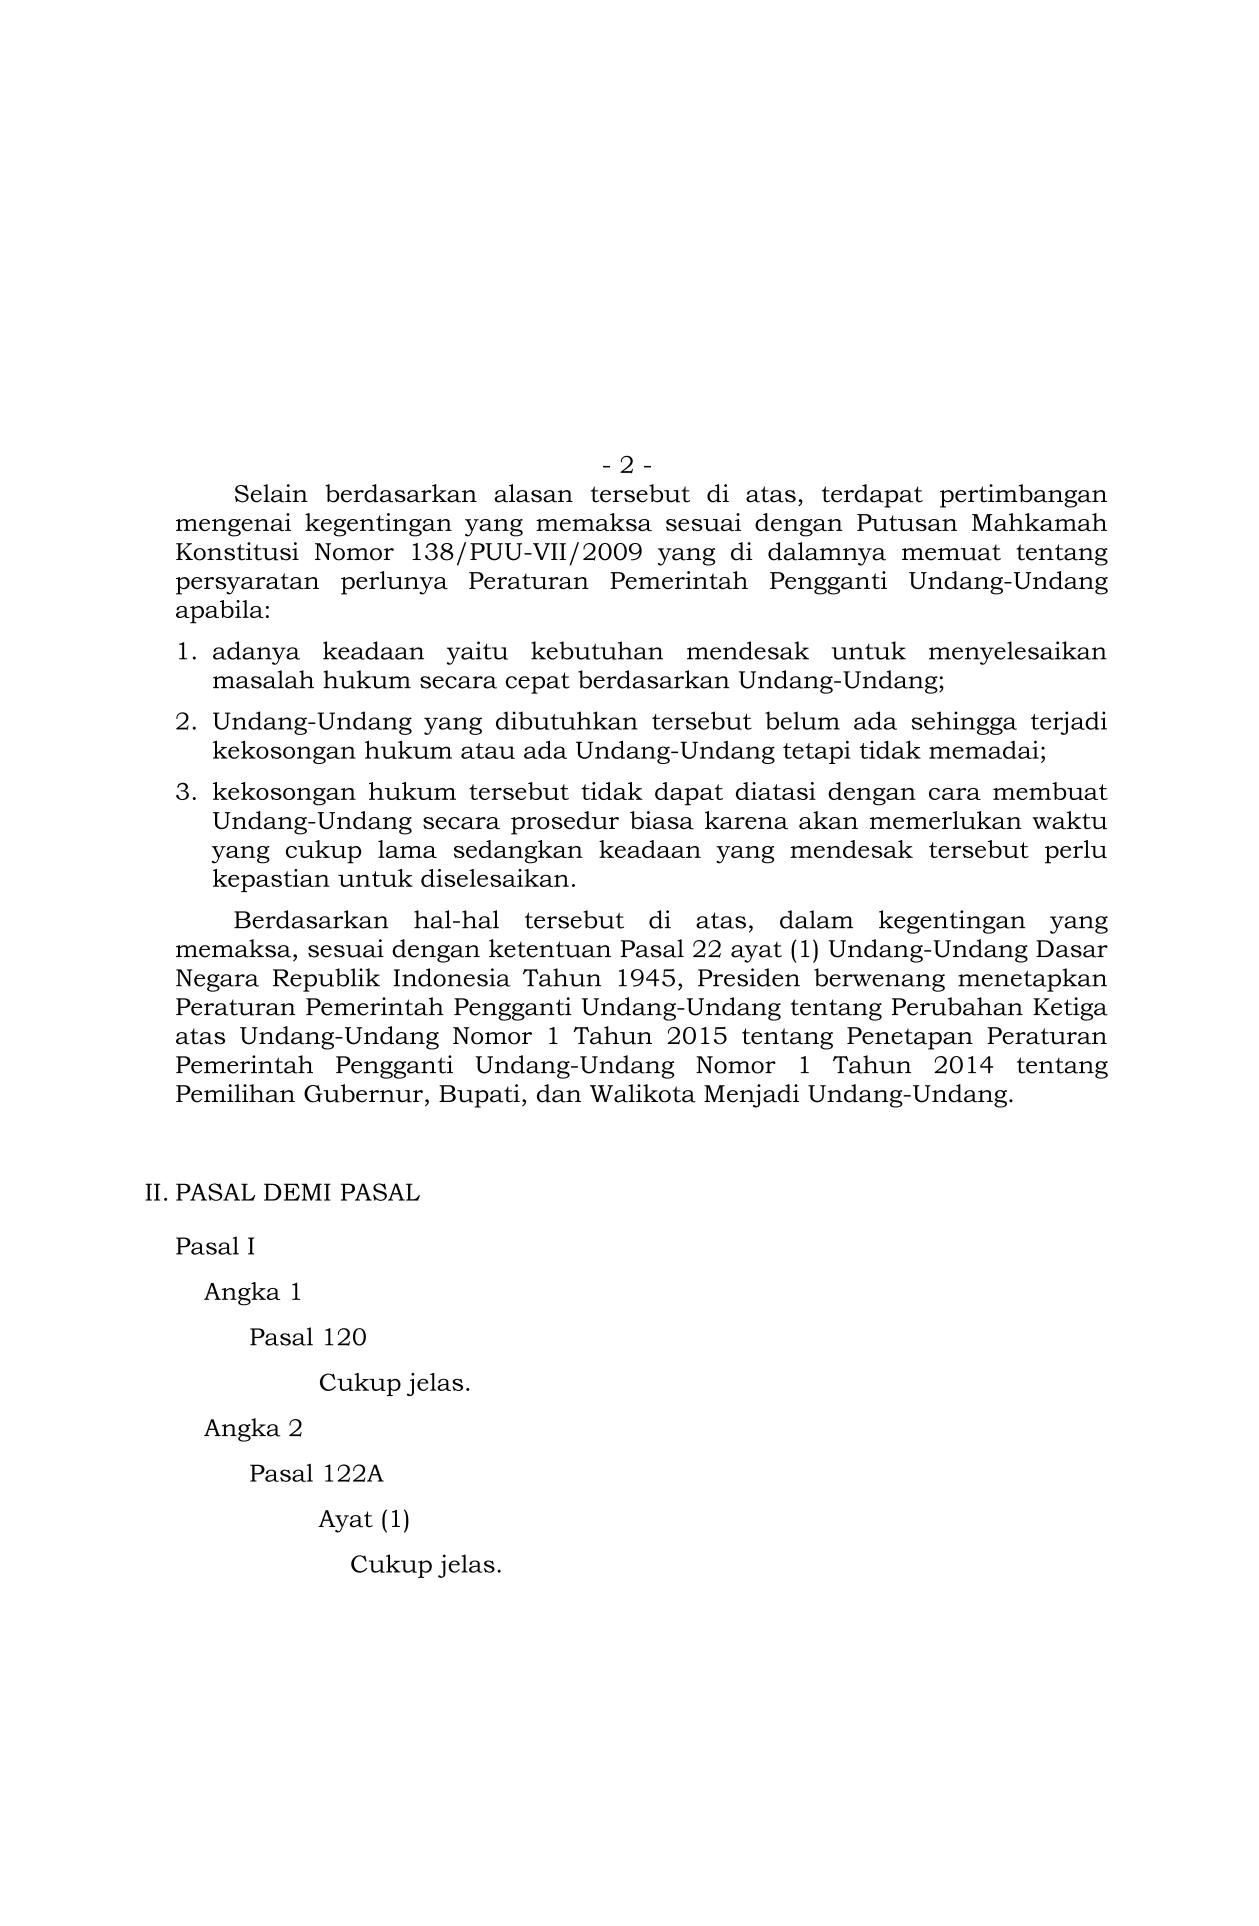 - 2 -
Selain berdasarkan alasan tersebut di atas, terdapat pertimbangan
mengenai kegentingan yang memaksa sesuai dengan Putusan Mahkamah
Konstitusi Nomor 138/PUU-VII/2009 yang di dalamnya memuat tentang
persyaratan perlunya Peraturan Pemerintah Pengganti Undang-Undang
apabila:
1. adanya keadaan yaitu kebutuhan mendesak untuk menyelesaikan
masalah hukum secara cepat berdasarkan Undang-Undang;
2. Undang-Undang yang dibutuhkan tersebut belum ada sehingga terjadi
kekosongan hukum atau ada Undang-Undang tetapi tidak memadai;
3. kekosongan hukum tersebut tidak dapat diatasi dengan cara membuat
Undang-Undang secara prosedur biasa karena akan memerlukan waktu
yang cukup lama sedangkan keadaan yang mendesak tersebut perlu
kepastian untuk diselesaikan.
Berdasarkan hal-hal tersebut di atas, dalam kegentingan yang
memaksa, sesuai dengan ketentuan Pasal 22 ayat (1) Undang-Undang Dasar
Negara Republik Indonesia Tahun 1945, Presiden berwenang menetapkan
Peraturan Pemerintah Pengganti Undang-Undang tentang Perubahan Ketiga
atas Undang-Undang Nomor 1 Tahun 2015 tentang Penetapan Peraturan
Pemerintah Pengganti Undang-Undang Nomor 1 Tahun 2014 tentang
Pemilihan Gubernur, Bupati, dan Walikota Menjadi Undang-Undang.
II. PASAL DEMI PASAL
Pasal I
Angka 1
Pasal 120
Cukup jelas.
Angka 2
Pasal 122A
Ayat (1)
Cukup jelas.